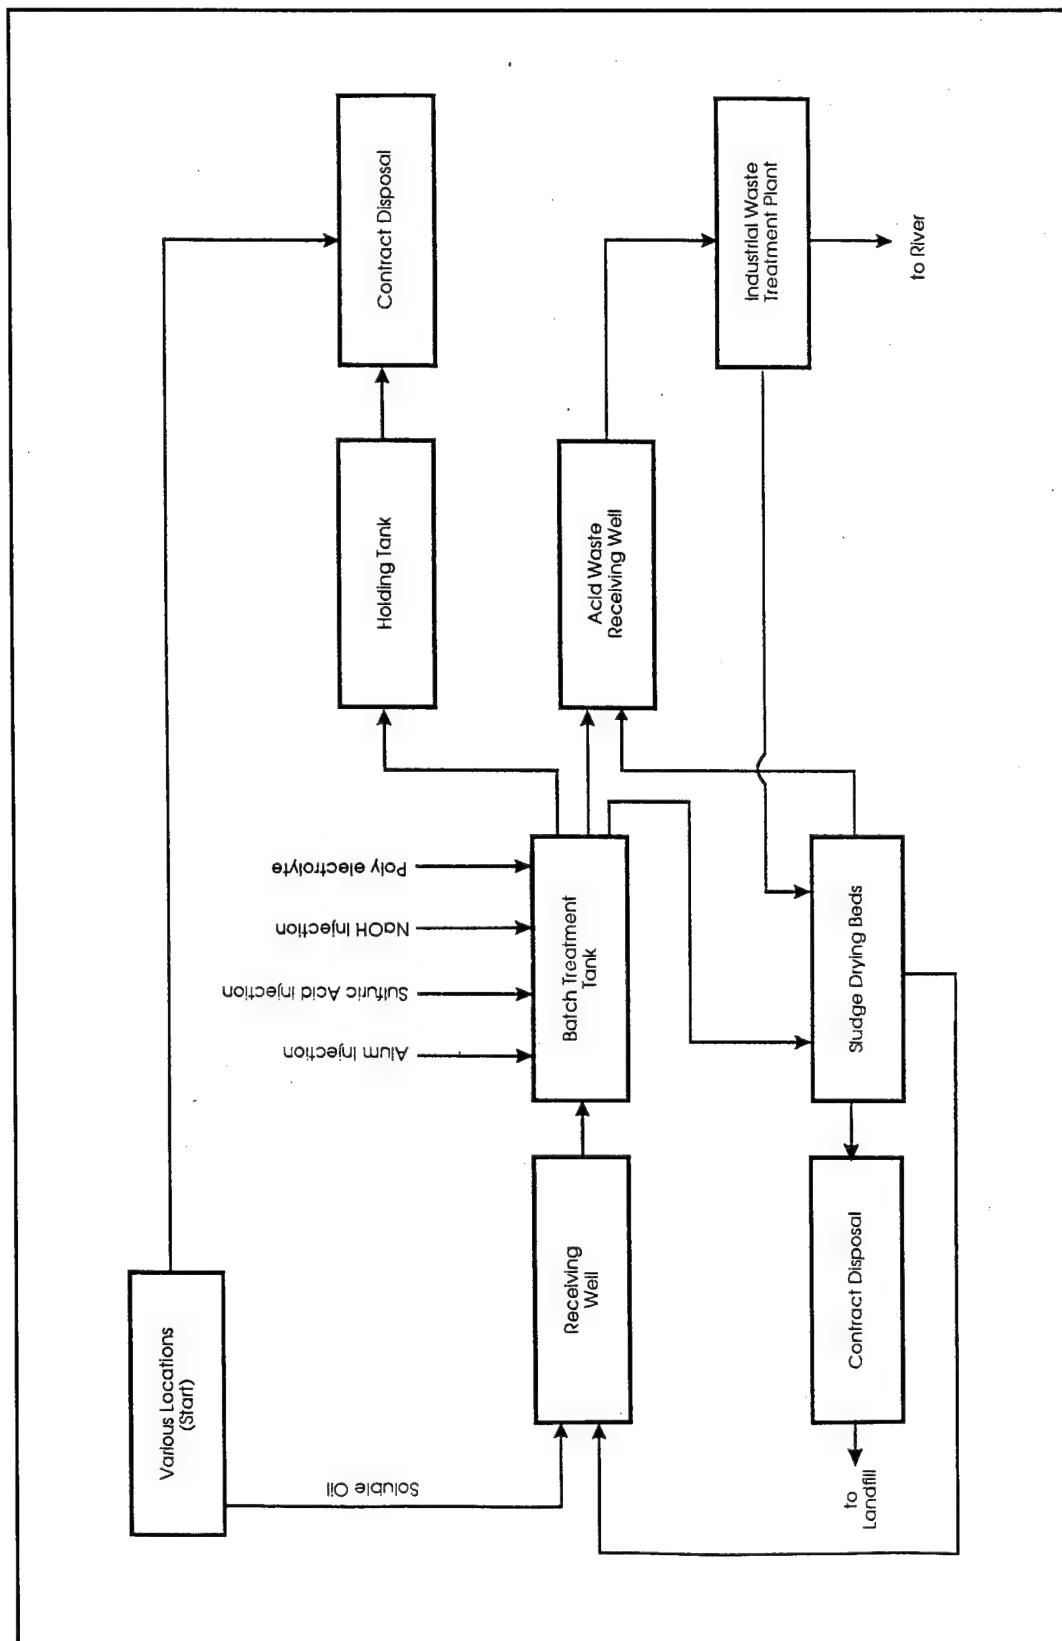 Various Locations
(Start)
Soluble Oil
Contract Disposal
Holding Tank
Receiving
Well
Alum Injection
Sulfuric Acid Injection
NaOH Injection
Poly electrolyte
Batch Treatment
Tank
Acid Waste
Receiving Well
Industrial Waste
Treatment Plant
to River
Sludge Drying Beds
Contract Disposal
to
Landfill